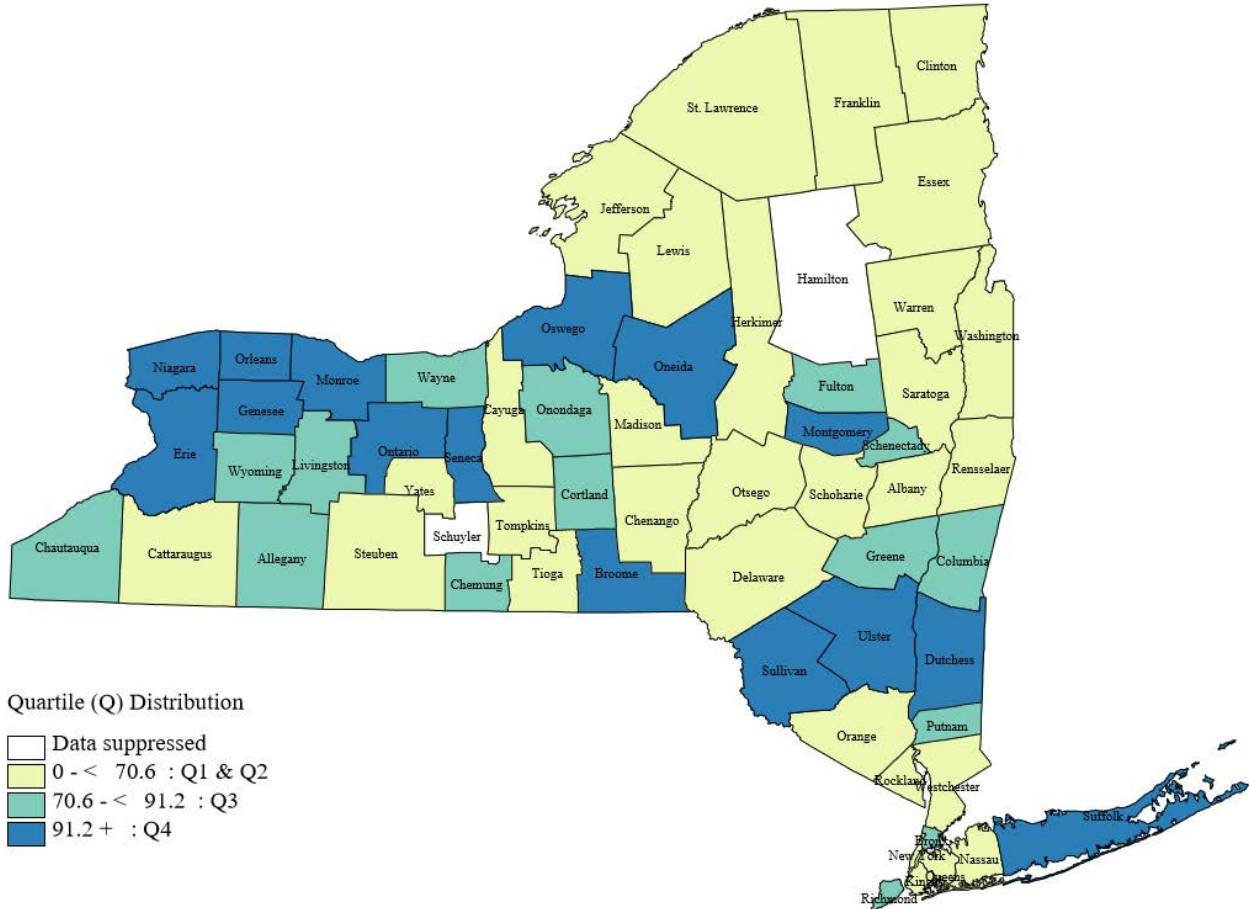 Clinton
Franklin
St. Lawrence
Essex
Jefferson
Lewis
Hamilton
Warren
Herkimer
Washington
Oswego
Oneida
Niagara
Orleans
Monroe
Wayne
Fulton
Saratoga
Genesee
Cayuga
Onondaga
Madison
Montgomery
Schenectady
Erie
Ontario
Seneca
Wyoming
Livingston
Rensselaer
Yates
Cortland
Otsego
Schoharie
Albany
Chenango
Tompkins
Schuyler
Chautauqua
Cattaraugus
Allegany
Steuben
Greene
Columbia
Chemung
Tioga
Broome
Delaware
Ulster
Dutchess
Sullivan
Putnam
Orange
Rockland
Westchester
Suffolk
Bronx
New York
Nassau
Queens
Kings
Richmond
Quartile (Q) Distribution
Data suppressed
0 - < 70.6 : Q1 & Q2
70.6 - < 91.2 : Q3
91.2 + : Q4